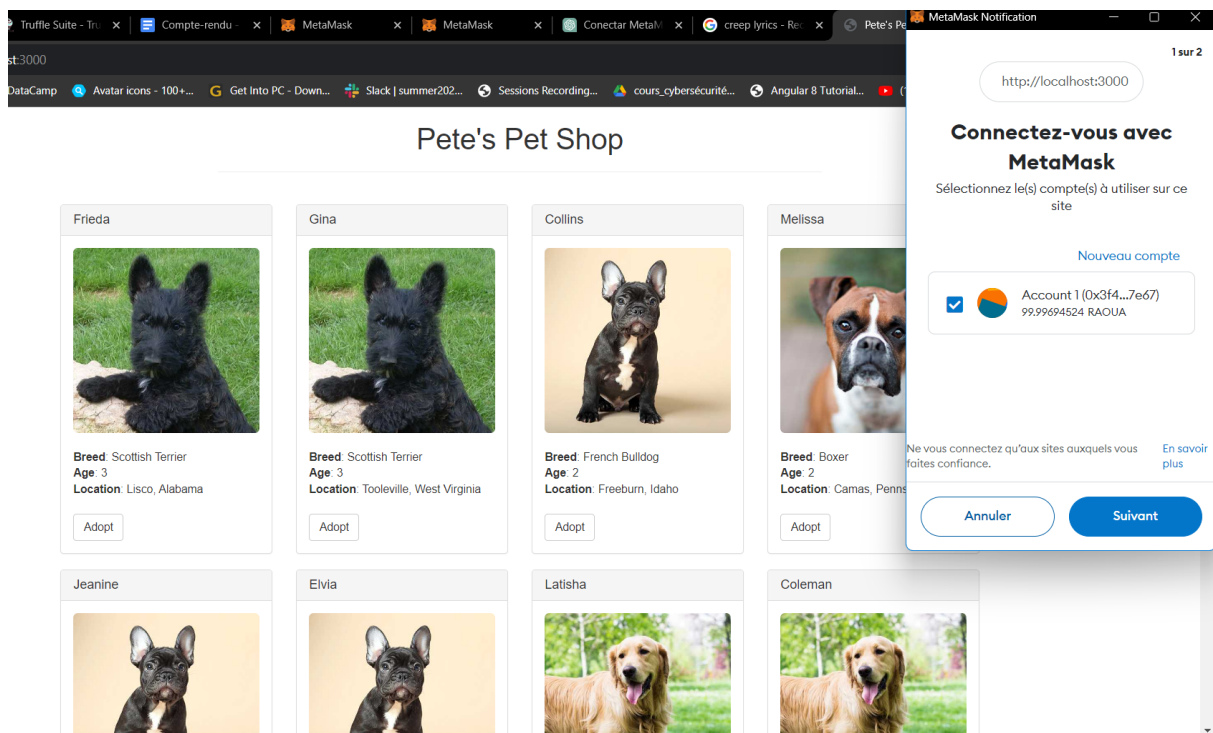 Truffle Suite - Tru
Compte-rendu -
MetaMask
MetaMask
Conectar MetaM
creep lyrics - Rec
Pete's Pe
MetaMask Notification
st:3000
DataCamp
Avatar icons - 100+...
Get Into PC - Down...
Slack | summer202...
Sessions Recording...
cours_cybersécurité...
Angular 8 Tutorial...
1 sur 2
http://localhost:3000
Connectez-vous avec
MetaMask
Sélectionnez le(s) compte(s) à utiliser sur ce
site
Nouveau compte
Account 1 (0x3f4...7e67)
99.99694524 RAOUA
Ne vous connectez qu'aux sites auxquels vous
faites confiance.
En savoir
plus
Annuler
Suivant
Pete's Pet Shop
Frieda
Breed: Scottish Terrier
Age: 3
Location: Lisco, Alabama
Adopt
Gina
Breed: Scottish Terrier
Age: 3
Location: Tooleville, West Virginia
Adopt
Collins
Breed: French Bulldog
Age: 2
Location: Freeburn, Idaho
Adopt
Melissa
Breed: Boxer
Age: 2
Location: Camas, Penns
Adopt
Jeanine
Elvia
Latisha
Coleman